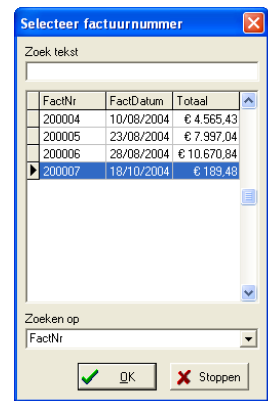 Selecteer factuurnummer
Zoek tekst
FactNr FactDatum Totaal
200004 10/08/2004 € 4.565,43
200005 23/08/2004 € 7.997,04
200006 28/08/2004 € 10.670,84
200007 18/10/2004 € 189,48
Zoeken op
FactNr
OK Stoppen